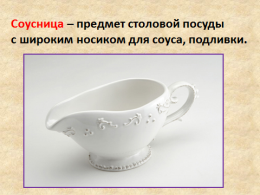 Соусница – предмет столовой посуды
с широким носиком для соуса, подливки.